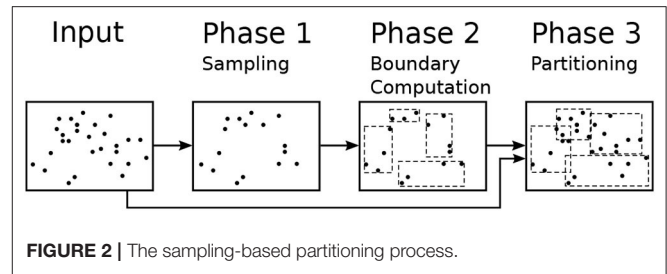 Input
Phase 1
Sampling
Phase 2
Boundary
Computation
Phase 3
Partitioning
FIGURE 2 | The sampling-based partitioning process.